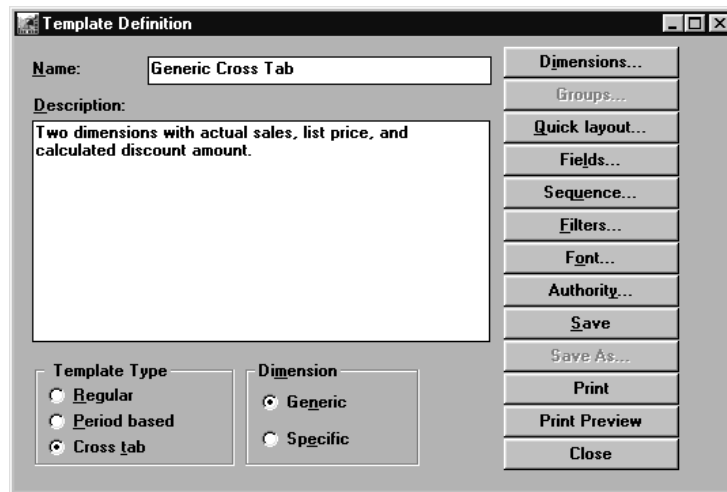 Template Definition
Name:
Generic Cross Tab
Description:
Two dimensions with actual sales, list price, and
calculated discount amount.
Template Type
Regular
Period based
Cross tab
Dimension
Generic
Specific
Dimensions...
Groups...
Quick layout...
Fields...
Sequence...
Filters...
Font...
Authority...
Save
Save As...
Print
Print Preview
Close